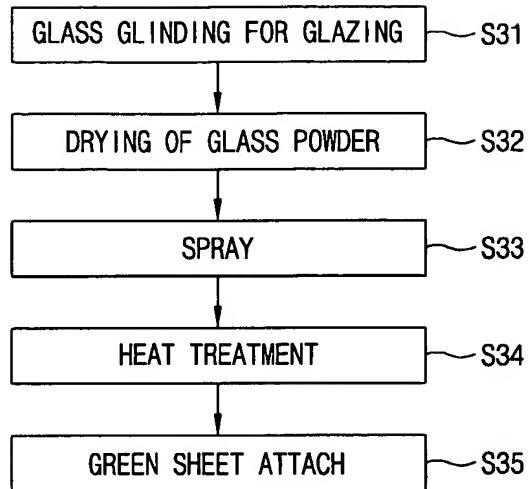 GLASS GLINDING FOR GLAZING S31
DRYING OF GLASS POWDER S32
SPRAY S33
HEAT TREATMENT S34
GREEN SHEET ATTACH S35